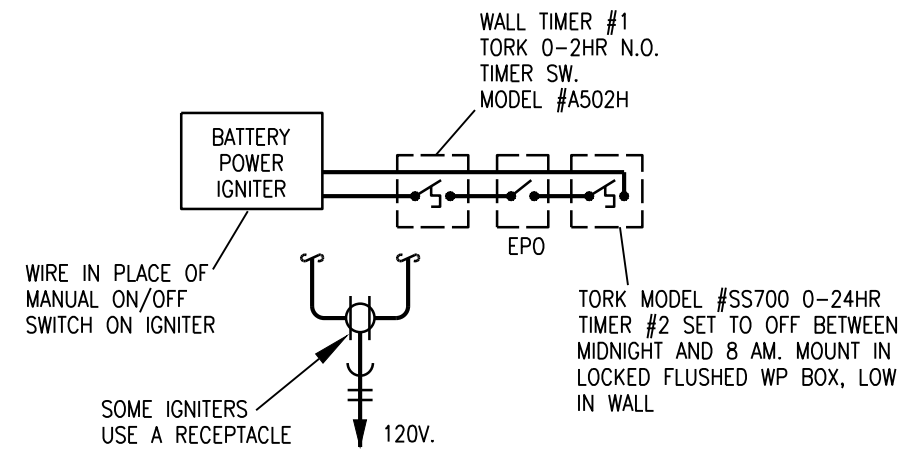 WALL TIMER #1
TORK 0-2HR N.O.
TIMER SW.
MODEL #A502H
BATTERY
POWER
IGNITER
EPO
WIRE IN PLACE OF
MANUAL ON/OFF
SWITCH ON IGNITER
TORK MODEL #SS700 0-24HR
TIMER #2 SET TO OFF BETWEEN
MIDNIGHT AND 8 AM. MOUNT IN
LOCKED FLUSHED WP BOX, LOW
IN WALL
SOME IGNITERS
USE A RECEPTACLE
120V.